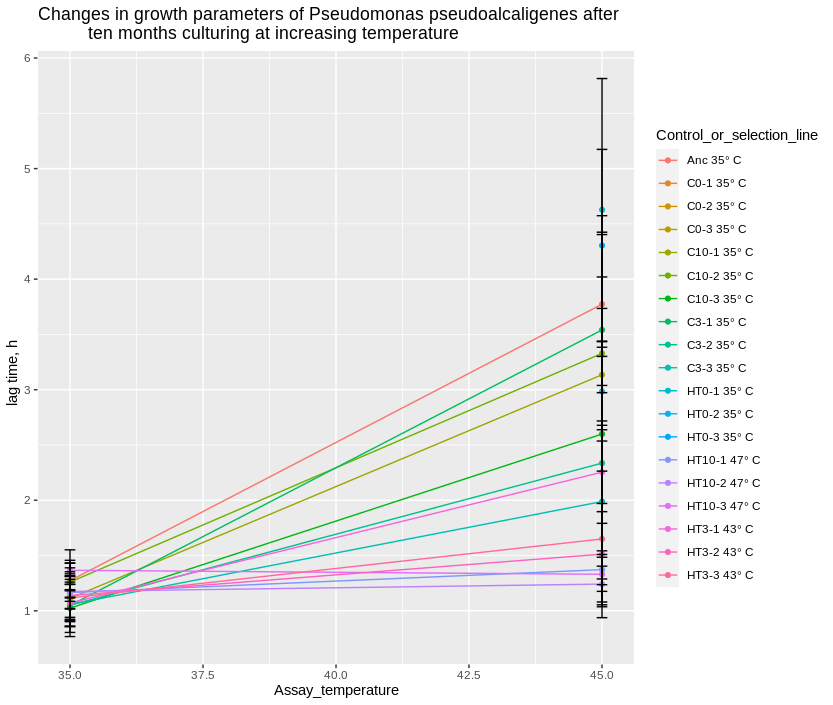 Changes in growth parameters of Pseudomonas pseudoalcaligenes after
ten months culturing at increasing temperature
lag time, h
6
5
4
3
2
1
35.0
37.5
40.0
42.5
45.0
Assay_temperature
Control_or_selection_line
Anc 35° C
C0-1 35° C
C0-2 35° C
C0-3 35° C
C10-1 35° C
C10-2 35° C
C10-3 35° C
C3-1 35° C
C3-2 35° C
C3-3 35° C
HT0-1 35° C
HT0-2 35° C
HT0-3 35° C
HT10-1 47° C
HT10-2 47° C
HT10-3 47° C
HT3-1 43° C
HT3-2 43° C
HT3-3 43° C